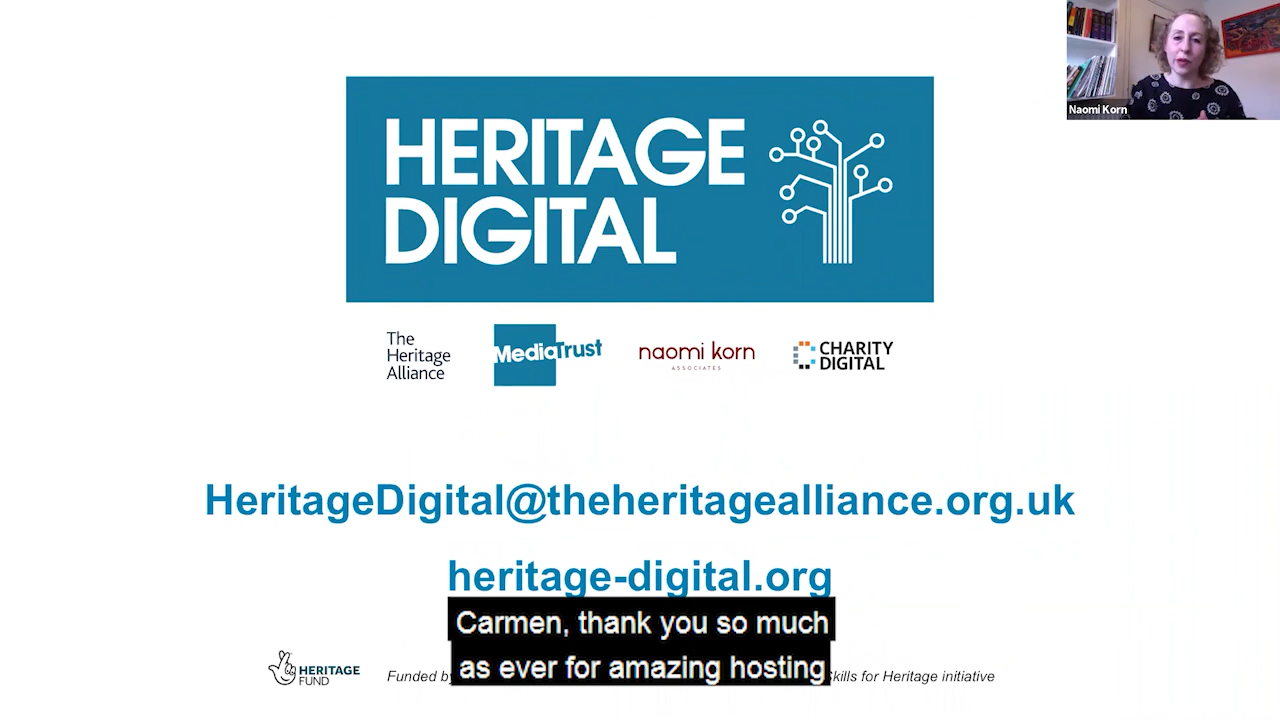 Naomi Korn
HERITAGE
DIGITAL
The
Heritage
Alliance
MediaTrust
naomi korn
ASSOCIATES
CHARITY
DIGITAL
HeritageDigital@theheritagealliance.org.uk
heritage-digital.org
Carmen, thank you so much
as ever for amazing hosting
HERITAGE
FUND
Funded by
Skills for Heritage initiative